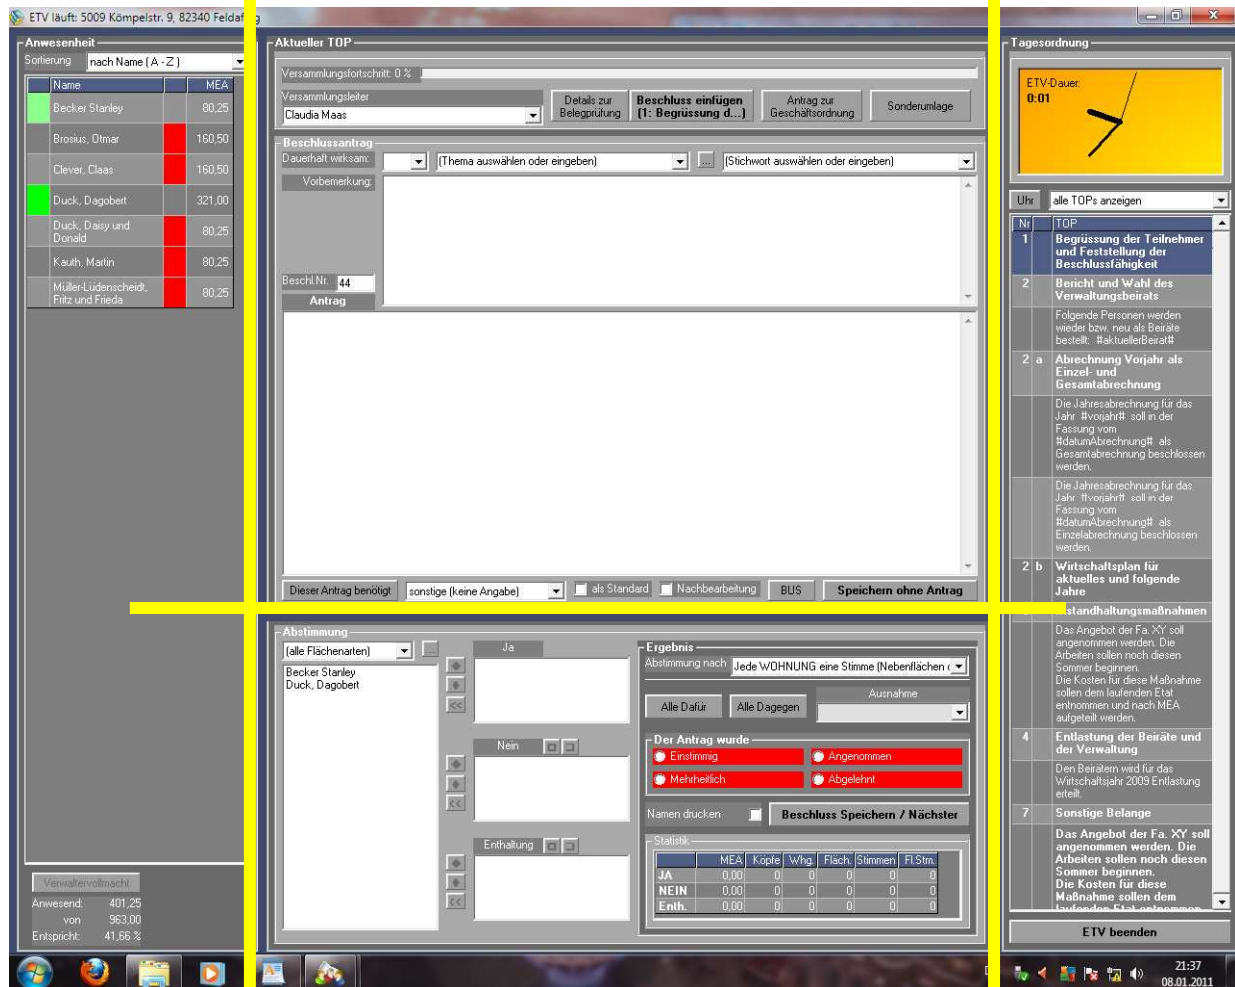 ETV läuft: 5009 Kömpelstr. 9, 82340 Feldaf
Anwesenheit
Sortierung nach Name ( A - Z )
Name MEA
Becker Stanley 80,25
Brosius, Otmar 160,50
Clever, Claas 160,50
Duck, Dagobert 321,00
Duck, Daisy und
Donald 80,25
Kauth, Martin 80,25
Müller-Lüdenscheidt,
Fritz und Frieda 80,25
Verwaltervollmacht
Anwesend: 401,25
von 963,00
Entspricht: 41,66 %
Aktueller TOP
Versammlungsfortschritt: 0 %
Versammlungsleiter
Claudia Maas
Details zur
Belegprüfung
Beschluss einfügen
(1: Begrüssung d...)
Antrag zur
Geschäftsordnung
Sonderumlage
Beschlussantrag
Dauerhaft wirksam: (Thema auswählen oder eingeben) ... (Stichwort auswählen oder eingeben)
Vorbemerkung:
Beschl.Nr. 44
Antrag
Dieser Antrag benötigt sonstige (keine Angabe) als Standard Nachbearbeitung BUS Speichern ohne Antrag
Abstimmung
(alle Flächenarten) ...
Becker Stanley
Duck, Dagobert
Ja
<<
Nein
<<
Enthaltung
<<
Ergebnis
Abstimmung nach Jede WOHNUNG eine Stimme (Nebenflächen
Alle Dafür Alle Dagegen Ausnahme
Der Antrag wurde
Einstimmig Angenommen
Mehrheitlich Abgelehnt
Namen drucken Beschluss Speichern / Nächster
Statistik
MEA Köpfe Whg. Fläch. Stimmen Fl.Stm.
JA 0,00 0 0 0 0 0
NEIN 0,00 0 0 0 0 0
Enth. 0,00 0 0 0 0 0
Tagesordnung
ETV-Dauer:
0:01
Uhr alle TOPs anzeigen
Nr TOP
1 Begrüssung der Teilnehmer
und Feststellung der
Beschlussfähigkeit
2 Bericht und Wahl des
Verwaltungsbeirats
Folgende Personen werden
wieder bzw. neu als Beiräte
bestellt: #aktuellerBeirat#
2 a Abrechnung Vorjahr als
Einzel- und
Gesamtabrechnung
Die Jahresabrechnung für das
Jahr #vorjahr# soll in der
Fassung vom
#datumAbrechnung# als
Gesamtabrechnung beschlossen
werden.
Die Jahresabrechnung für das
Jahr #vorjahr# soll in der
Fassung vom
#datumAbrechnung# als
Einzelabrechnung beschlossen
werden.
2 b Wirtschaftsplan für
aktuelles und folgende
Jahre
standhaltungsmaßnahmen
Das Angebot der Fa. XY soll
angenommen werden. Die
Arbeiten sollen noch diesen
Sommer beginnen.
Die Kosten für diese Maßnahme
sollen dem laufenden Etat
entnommen und nach MEA
aufgeteilt werden.
4 Entlastung der Beiräte und
der Verwaltung
Den Beiräten wird für das
Wirtschaftsjahr 2009 Entlastung
erteilt.
7 Sonstige Belange
Das Angebot der Fa. XY soll
angenommen werden. Die
Arbeiten sollen noch diesen
Sommer beginnen.
Die Kosten für diese
Maßnahme sollen dem
laufenden Etat entnommen
ETV beenden
21:37
08.01.2011